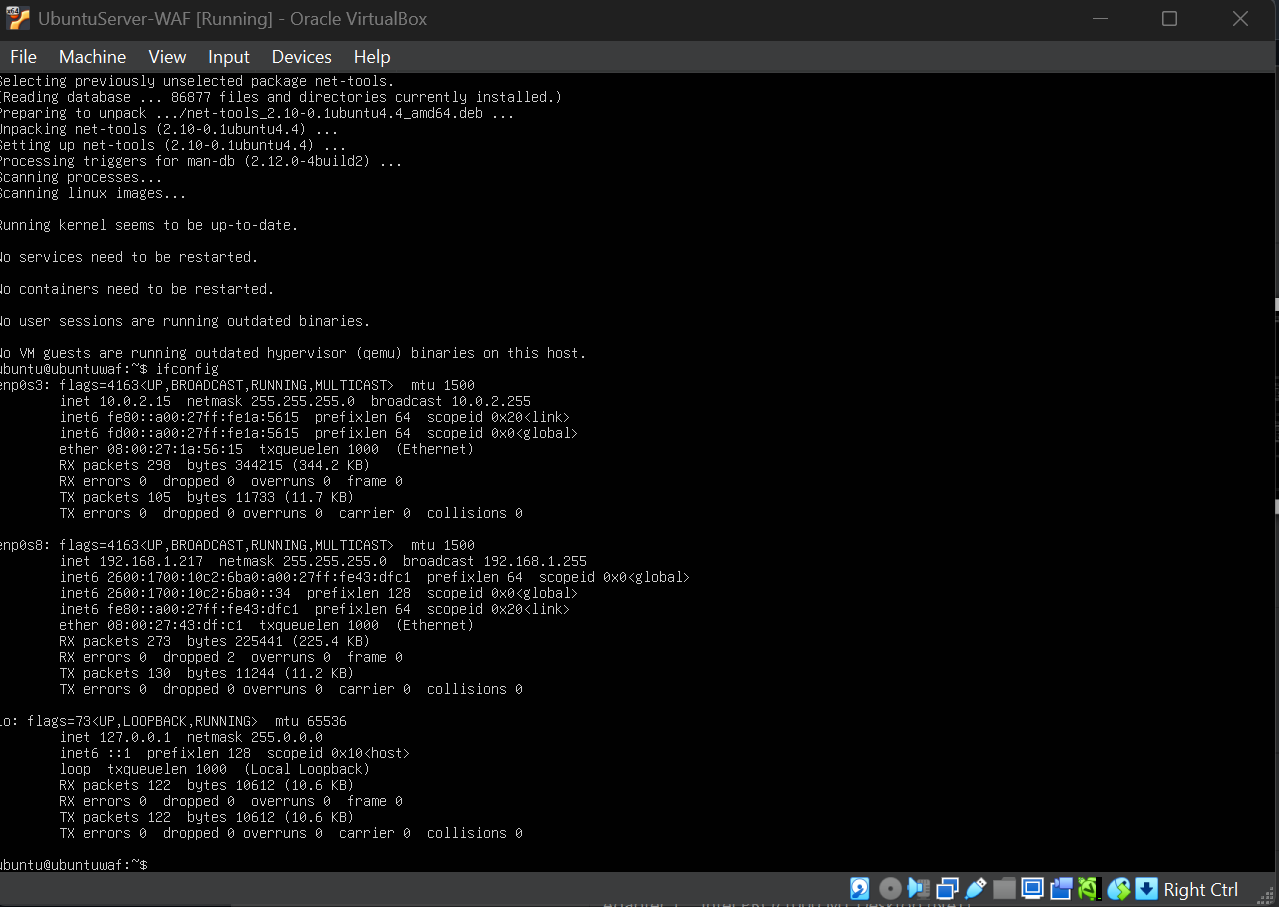 UbuntuServer-WAF [Running] - Oracle VirtualBox
File Machine View Input Devices Help
Selecting previously unselected package net-tools.
(Reading database ... 86877 files and directories currently installed.)
Preparing to unpack .../net-tools_2.10-0.1ubuntu4.4_amd64.deb ...
Unpacking net-tools (2.10-0.1ubuntu4.4) ...
Setting up net-tools (2.10-0.1ubuntu4.4) ...
Processing triggers for man-db (2.12.0-4build2) ...
Scanning processes...
Scanning linux images...
Running kernel seems to be up-to-date.
No services need to be restarted.
No containers need to be restarted.
No user sessions are running outdated binaries.
No VM guests are running outdated hypervisor (qemu) binaries on this host.
ubuntu@ubuntuwaf:~$ ifconfig
enp0s3: flags=4163<UP,BROADCAST,RUNNING,MULTICAST>  mtu 1500
inet 10.0.2.15  netmask 255.255.255.0  broadcast 10.0.2.255
inet6 fe80::a00:27ff:fe1a:5615  prefixlen 64  scopeid 0x20<link>
inet6 fd00::a00:27ff:fe1a:5615  prefixlen 64  scopeid 0x0<global>
ether 08:00:27:1a:56:15  txqueuelen 1000  (Ethernet)
RX packets 298  bytes 344215 (344.2 KB)
RX errors 0  dropped 0  overruns 0  frame 0
TX packets 105  bytes 11733 (11.7 KB)
TX errors 0  dropped 0 overruns 0  carrier 0  collisions 0
enp0s8: flags=4163<UP,BROADCAST,RUNNING,MULTICAST>  mtu 1500
inet 192.168.1.217  netmask 255.255.255.0  broadcast 192.168.1.255
inet6 2600:1700:10c2:6ba0:a00:27ff:fe43:dfc1  prefixlen 64  scopeid 0x0<global>
inet6 2600:1700:10c2:6ba0::34  prefixlen 128  scopeid 0x0<global>
inet6 fe80::a00:27ff:fe43:dfc1  prefixlen 64  scopeid 0x20<link>
ether 08:00:27:43:df:c1  txqueuelen 1000  (Ethernet)
RX packets 273  bytes 225441 (225.4 KB)
RX errors 0  dropped 2  overruns 0  frame 0
TX packets 130  bytes 11244 (11.2 KB)
TX errors 0  dropped 0 overruns 0  carrier 0  collisions 0
lo: flags=73<UP,LOOPBACK,RUNNING>  mtu 65536
inet 127.0.0.1  netmask 255.0.0.0
inet6 ::1  prefixlen 128  scopeid 0x10<host>
loop  txqueuelen 1000  (Local Loopback)
RX packets 122  bytes 10612 (10.6 KB)
RX errors 0  dropped 0  overruns 0  frame 0
TX packets 122  bytes 10612 (10.6 KB)
TX errors 0  dropped 0 overruns 0  carrier 0  collisions 0
ubuntu@ubuntuwaf:~$
Right Ctrl